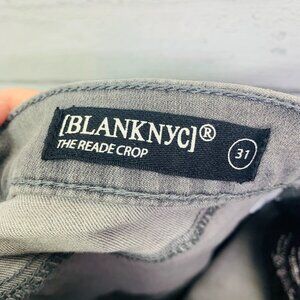 [BLANKNYC]®
THE READE CROP
31